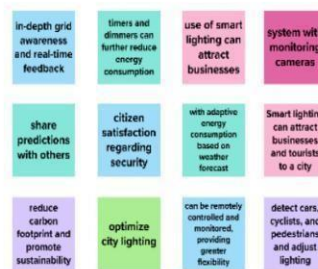 in-depth grid
awareness
and real-time
feedback
timers and
dimmers can
further reduce
energy
consumption
use of smart
lighting can
attract
businesses
system with
monitoring
cameras
share
predictions
with others
citizen
satisfaction
regarding
security
with adaptive
energy
consumption
based on
weather
forecast
Smart lighting
can attract
businesses
and tourists
to a city
reduce
carbon
footprint and
promote
sustainability
optimize
city lighting
can be remotely
controlled and
monitored,
providing
greater
flexibility
detect cars,
cyclists, and
pedestrians
and adjust
lighting